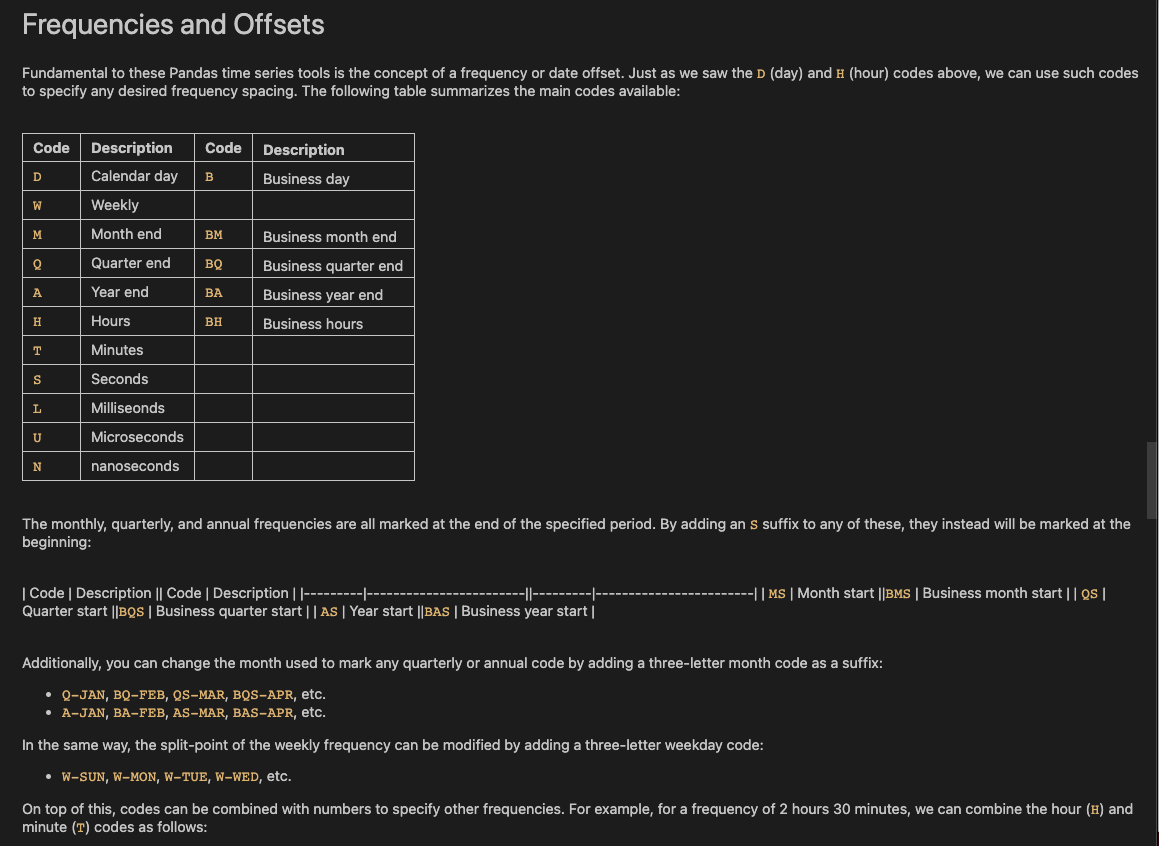 Frequencies and Offsets
Fundamental to these Pandas time series tools is the concept of a frequency or date offset. Just as we saw the D (day) and H (hour) codes above, we can use such codes
to specify any desired frequency spacing. The following table summarizes the main codes available:
Code Description Code Description
D Calendar day B Business day
W Weekly
M Month end BM Business month end
Q Quarter end BQ Business quarter end
A Year end BA Business year end
H Hours BH Business hours
T Minutes
S Seconds
L Milliseonds
U Microseconds
N nanoseconds
The monthly, quarterly, and annual frequencies are all marked at the end of the specified period. By adding an S suffix to any of these, they instead will be marked at the
beginning:
| Code | Description || Code | Description | |---------|------------------------||---------|------------------------| | MS | Month start ||BMS | Business month start | | QS |
Quarter start ||BQS | Business quarter start | | AS | Year start ||BAS | Business year start |
Additionally, you can change the month used to mark any quarterly or annual code by adding a three-letter month code as a suffix:
• Q-JAN, BQ-FEB, QS-MAR, BQS-APR, etc.
• A-JAN, BA-FEB, AS-MAR, BAS-APR, etc.
In the same way, the split-point of the weekly frequency can be modified by adding a three-letter weekday code:
• W-SUN, W-MON, W-TUE, W-WED, etc.
On top of this, codes can be combined with numbers to specify other frequencies. For example, for a frequency of 2 hours 30 minutes, we can combine the hour (H) and
minute (T) codes as follows: